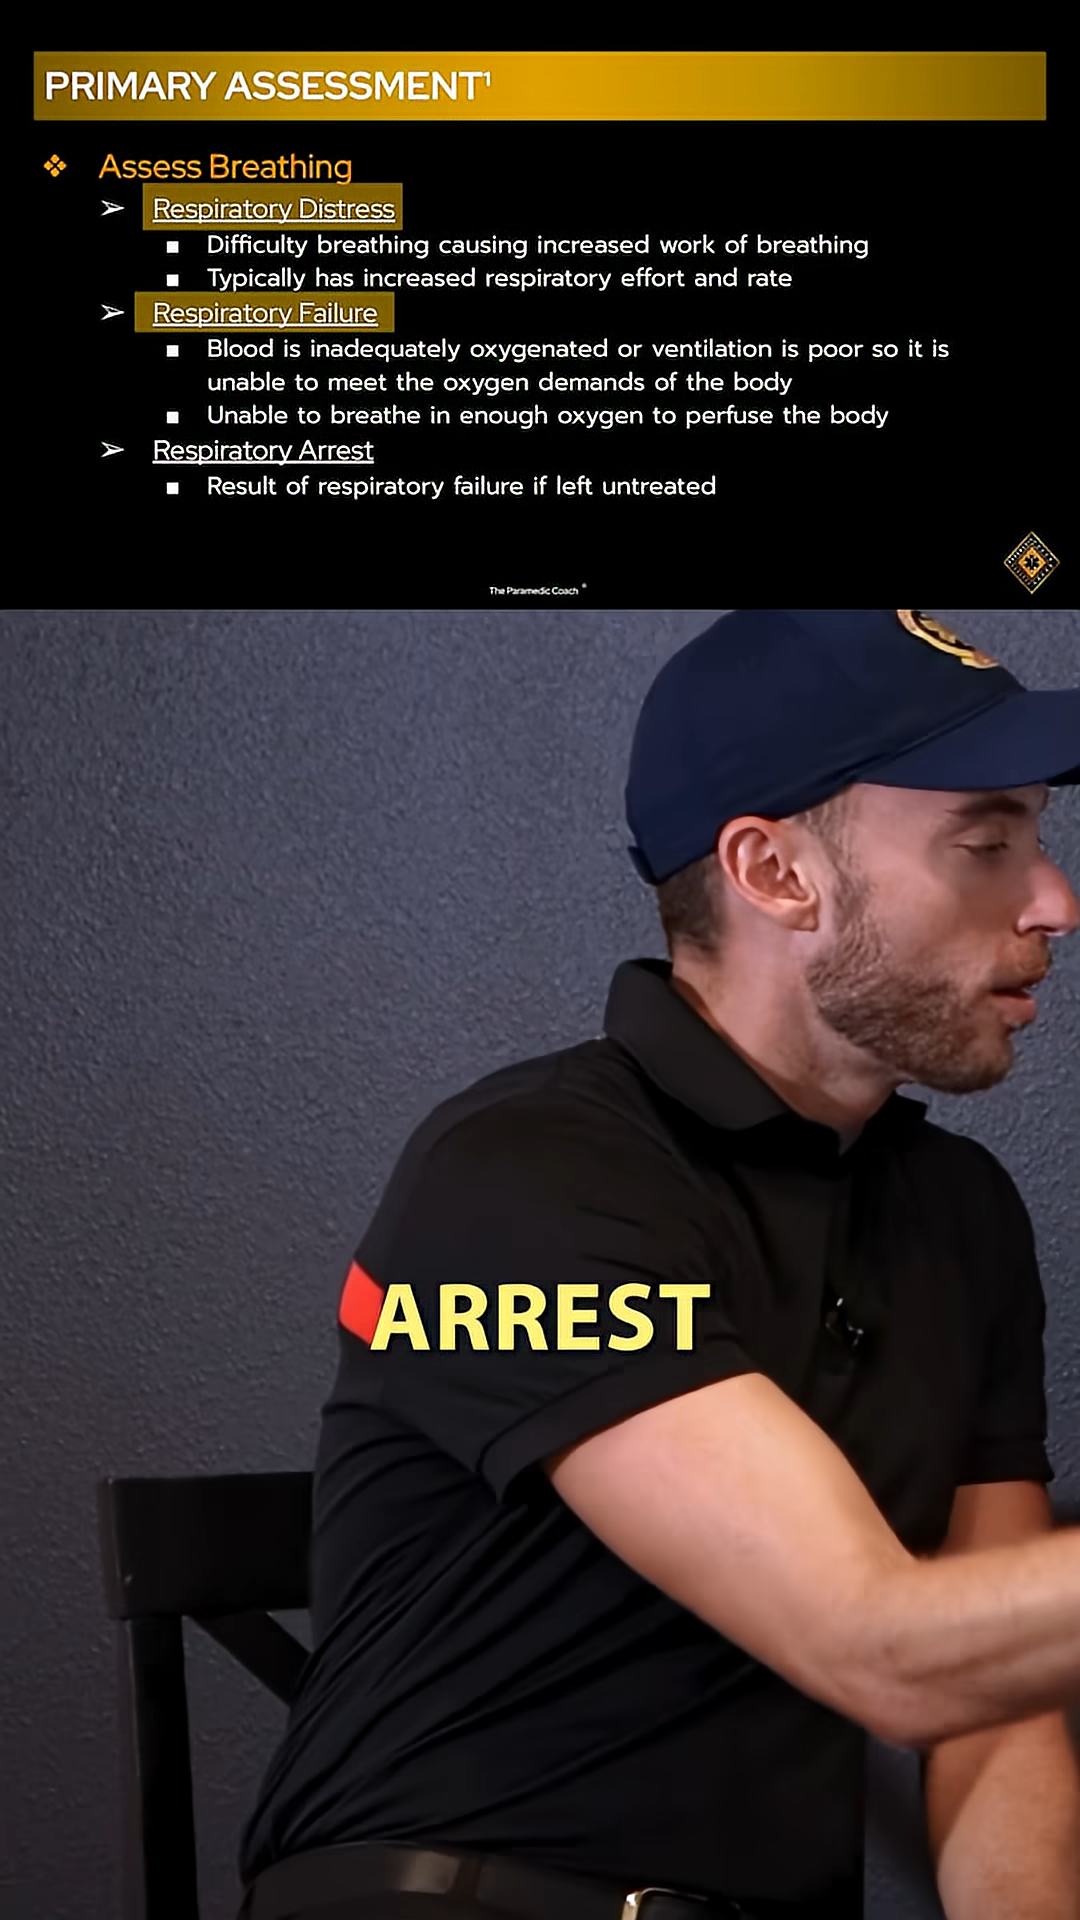 PRIMARY ASSESSMENT¹
❖ Assess Breathing
➢ Respiratory Distress
▪ Difficulty breathing causing increased work of breathing
▪ Typically has increased respiratory effort and rate
➢ Respiratory Failure
▪ Blood is inadequately oxygenated or ventilation is poor so it is
unable to meet the oxygen demands of the body
▪ Unable to breathe in enough oxygen to perfuse the body
➢ Respiratory Arrest
▪ Result of respiratory failure if left untreated
The Paramedic Coach ®
ARREST